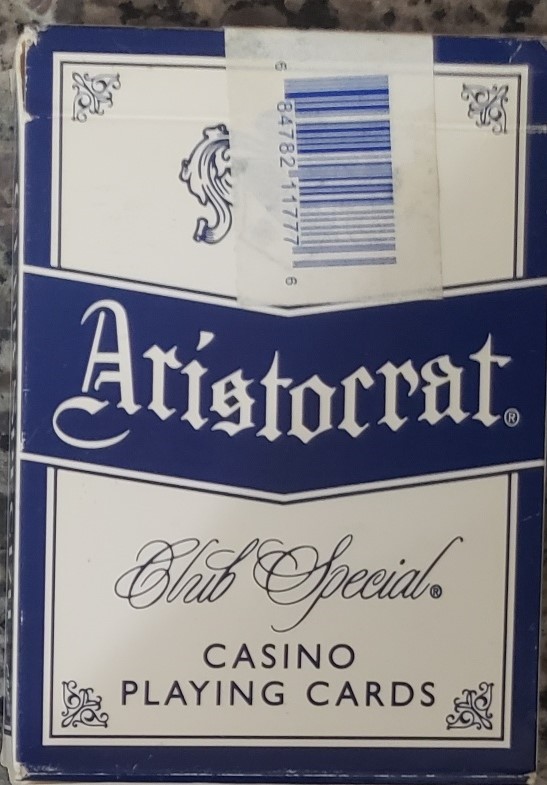 6 84782 11777 6
Aristocrat®
Club Special®
CASINO
PLAYING CARDS